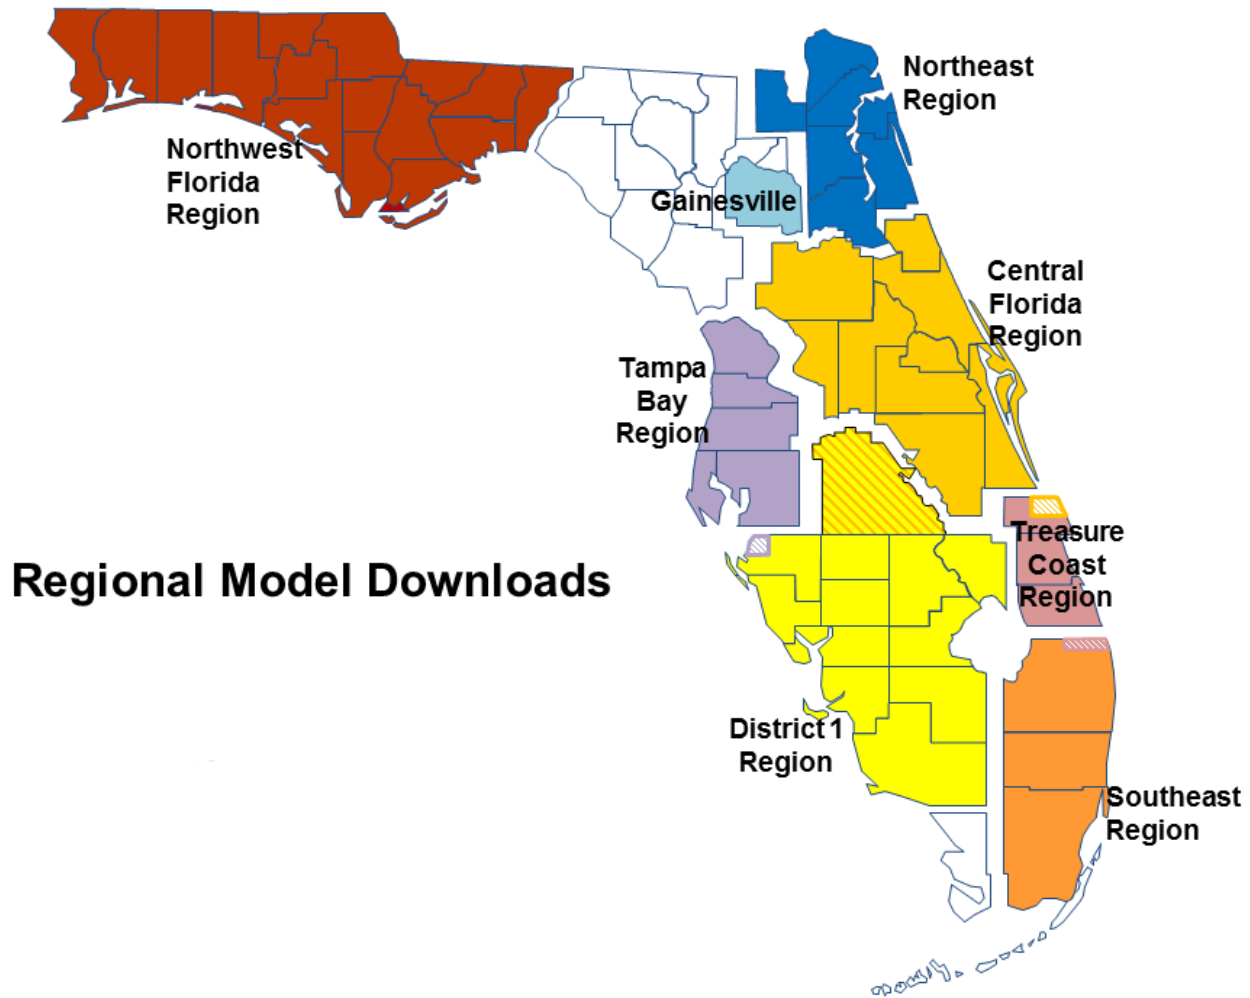 Northeast
Region
Northwest
Florida
Region
Gainesville
Central
Florida
Region
Tampa
Bay
Region
Treasure
Coast
Region
Regional Model Downloads
District 1
Region
Southeast
Region